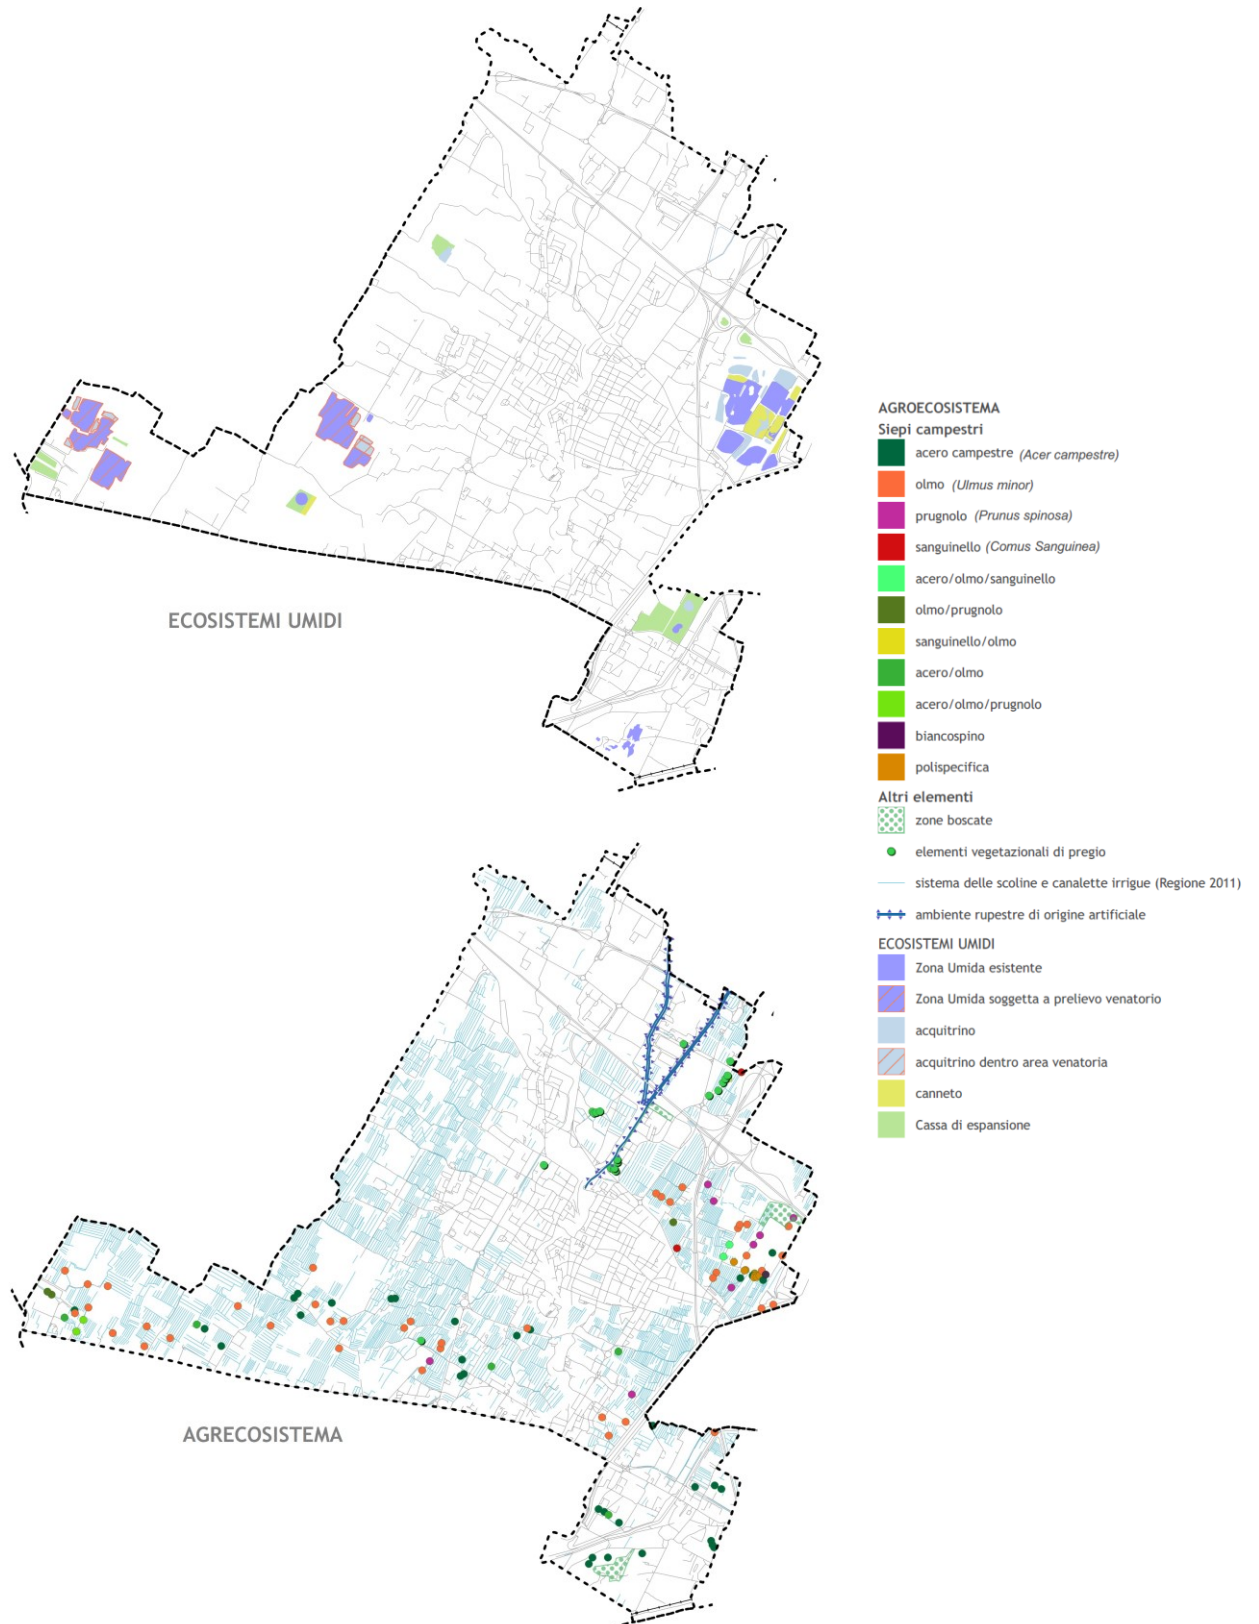 ECOSISTEMI UMIDI
AGROECOSISTEMA
Siepi campestri
acero campestre (Acer campestre)
olmo (Ulmus minor)
prugnolo (Prunus spinosa)
sanguinello (Comus Sanguinea)
acero/olmo/sanguinello
olmo/prugnolo
sanguinello/olmo
acero/olmo
acero/olmo/prugnolo
biancospino
polispecifica
Altri elementi
zone boscate
elementi vegetazionali di pregio
sistema delle scoline e canalette irrigue (Regione 2011)
ambiente rupestre di origine artificiale
ECOSISTEMI UMIDI
Zona Umida esistente
Zona Umida soggetta a prelievo venatorio
acquitrino
acquitrino dentro area venatoria
canneto
Cassa di espansione
AGRECOSISTEMA